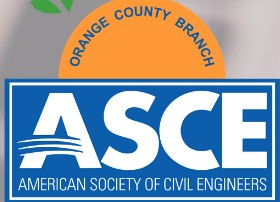 ORANGE COUNTY BRANCH
ASCE
AMERICAN SOCIETY OF CIVIL ENGINEERS